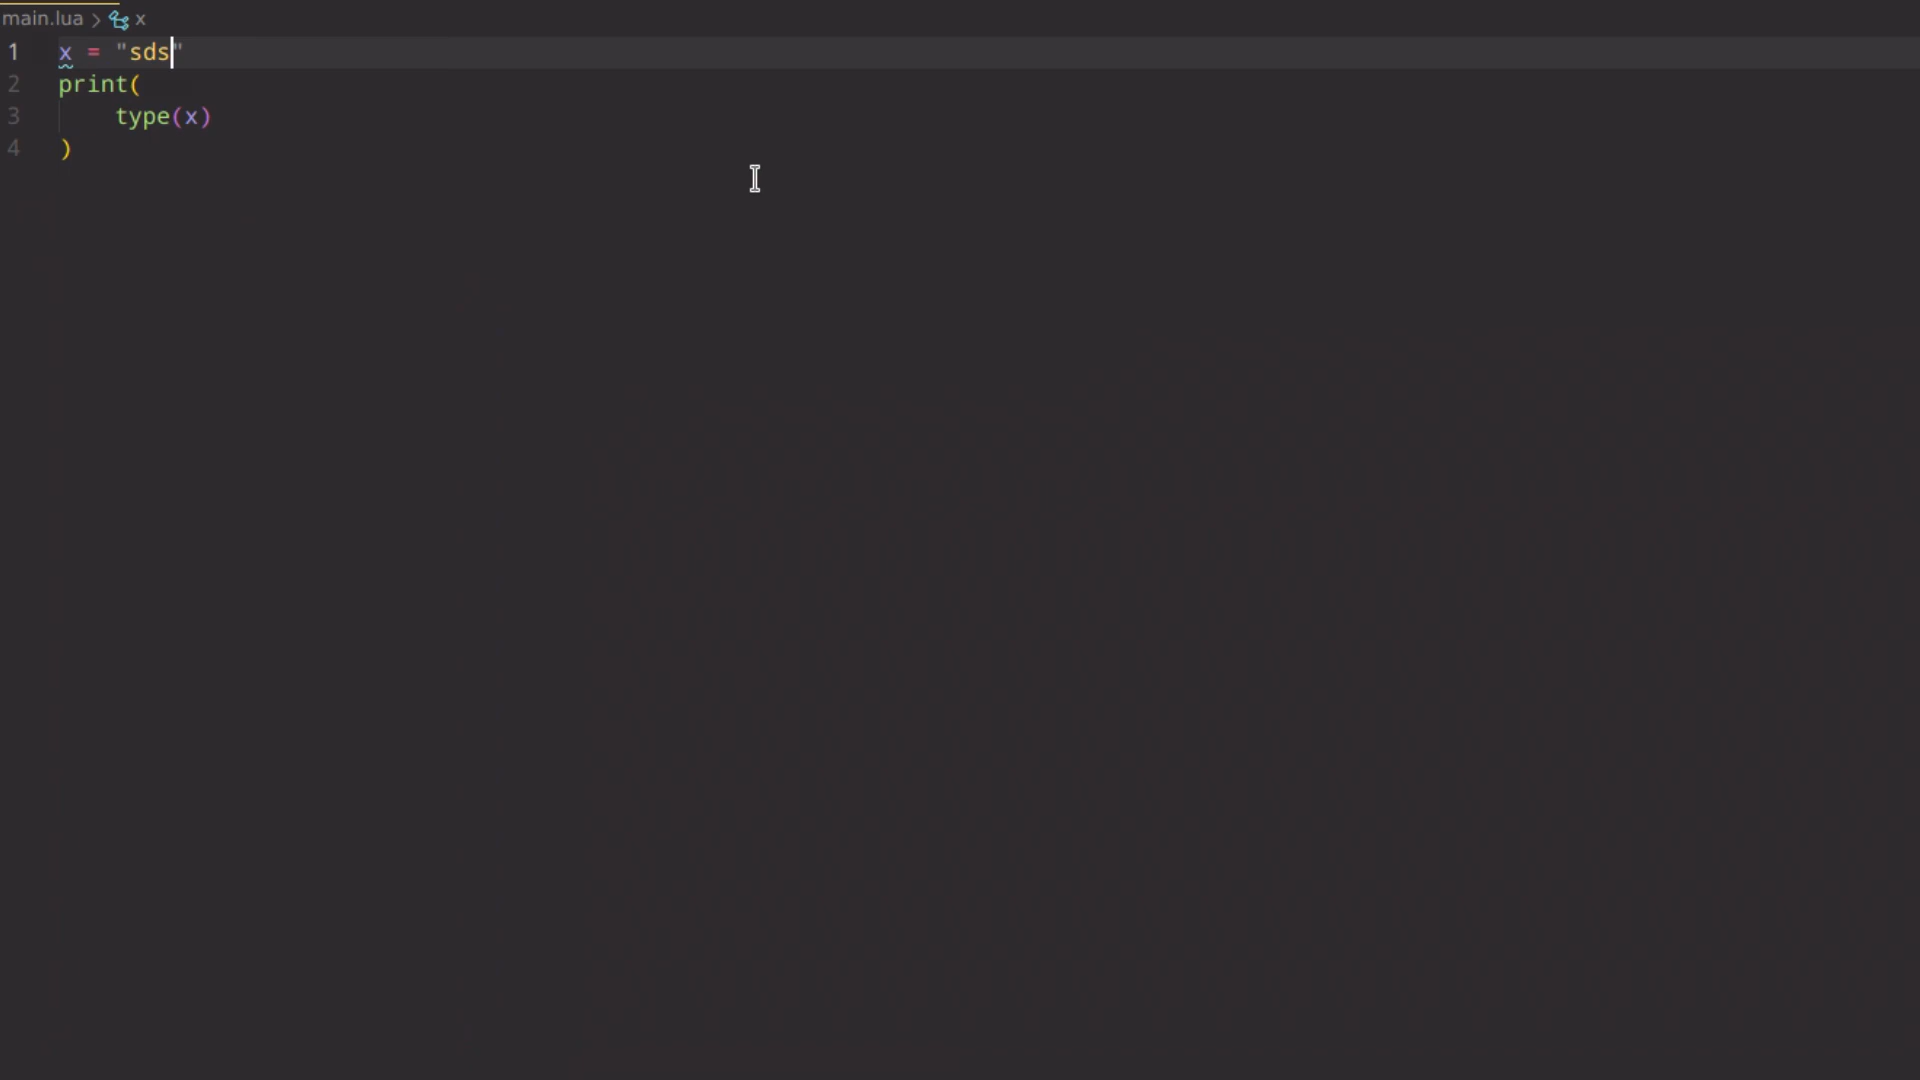 main.lua > x
1 x = "sds"
2 print(
3     type(x)
4 )